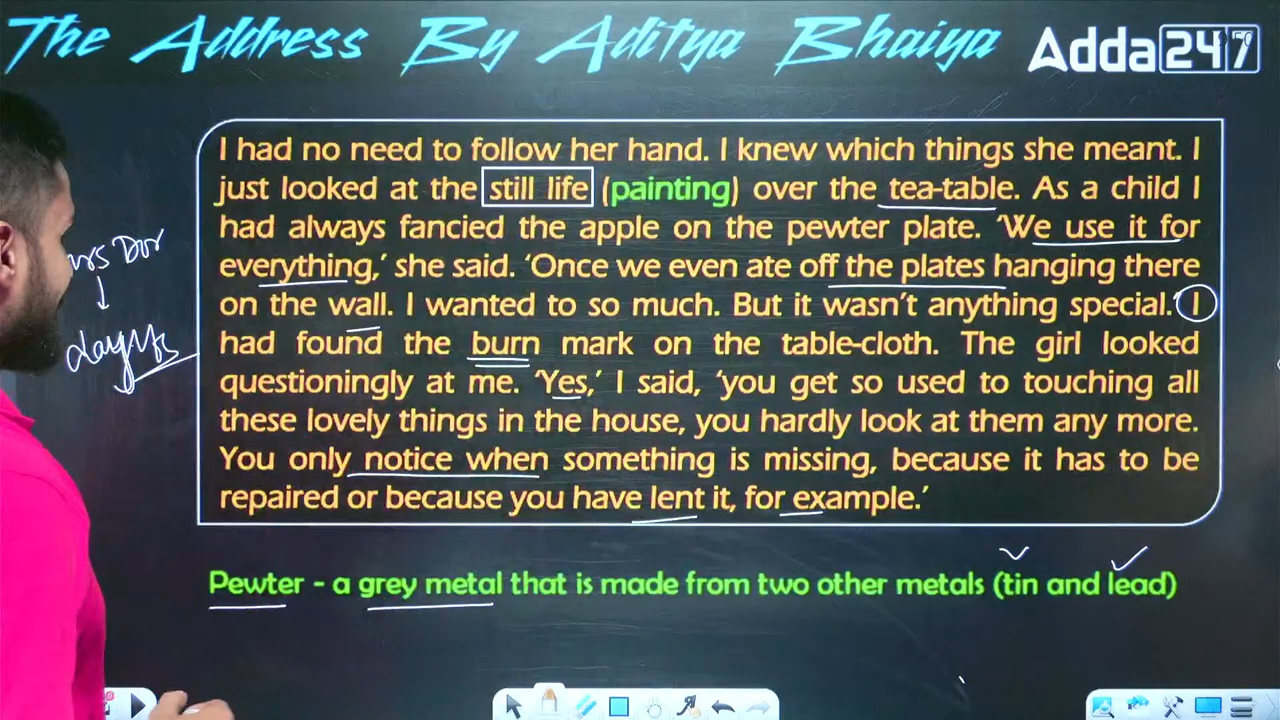 The Address By Aditya Bhaiya
Adda247
I had no need to follow her hand. I knew which things she meant. I
just looked at the still life (painting) over the tea-table. As a child I
had always fancied the apple on the pewter plate. ‘We use it for
everything,’ she said. ‘Once we even ate off the plates hanging there
on the wall. I wanted to so much. But it wasn’t anything special.’ I
had found the burn mark on the table-cloth. The girl looked
questioningly at me. ‘Yes,’ I said, ‘you get so used to touching all
these lovely things in the house, you hardly look at them any more.
You only notice when something is missing, because it has to be
repaired or because you have lent it, for example.’
Pewter - a grey metal that is made from two other metals (tin and lead)